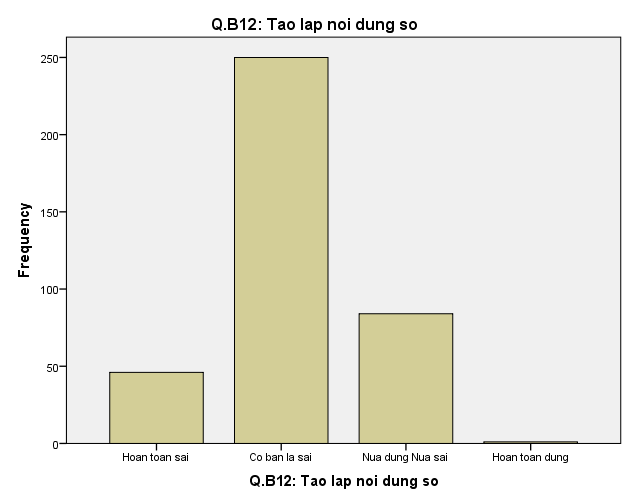 Q.B12: Tao lap noi dung so
250
200
150
100
50
0
Frequency
Hoan toan sai
Co ban la sai
Nua dung Nua sai
Hoan toan dung
Q.B12: Tao lap noi dung so